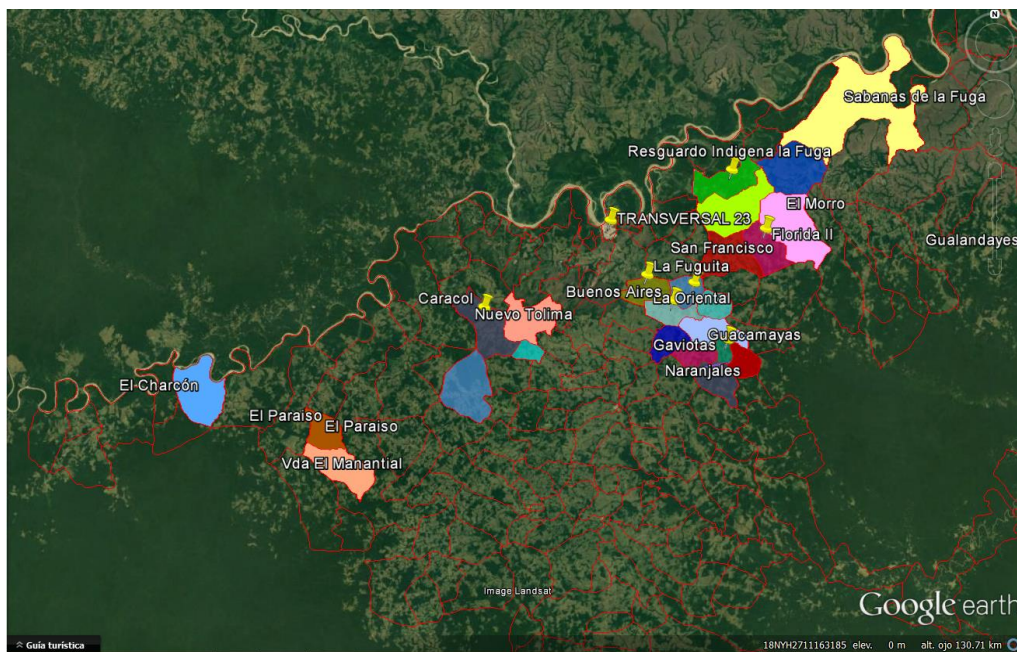 N
Sabanas de la Fuga
Resguardo Indigena la Fuga
El Morro
TRANSVERSAL 23
Florida II
Gualandayes
San Francisco
La Fuguita
Buenos Aires
La Oriental
Caracol
Nuevo Tolima
Guacamayas
Gaviotas
Naranjales
El Charcón
El Paraiso
El Paraiso
Vda El Manantial
Image Landsat
Google earth
Guía turística
18NYH2711163185 elev. 0 m alt. ojo 130.71 km